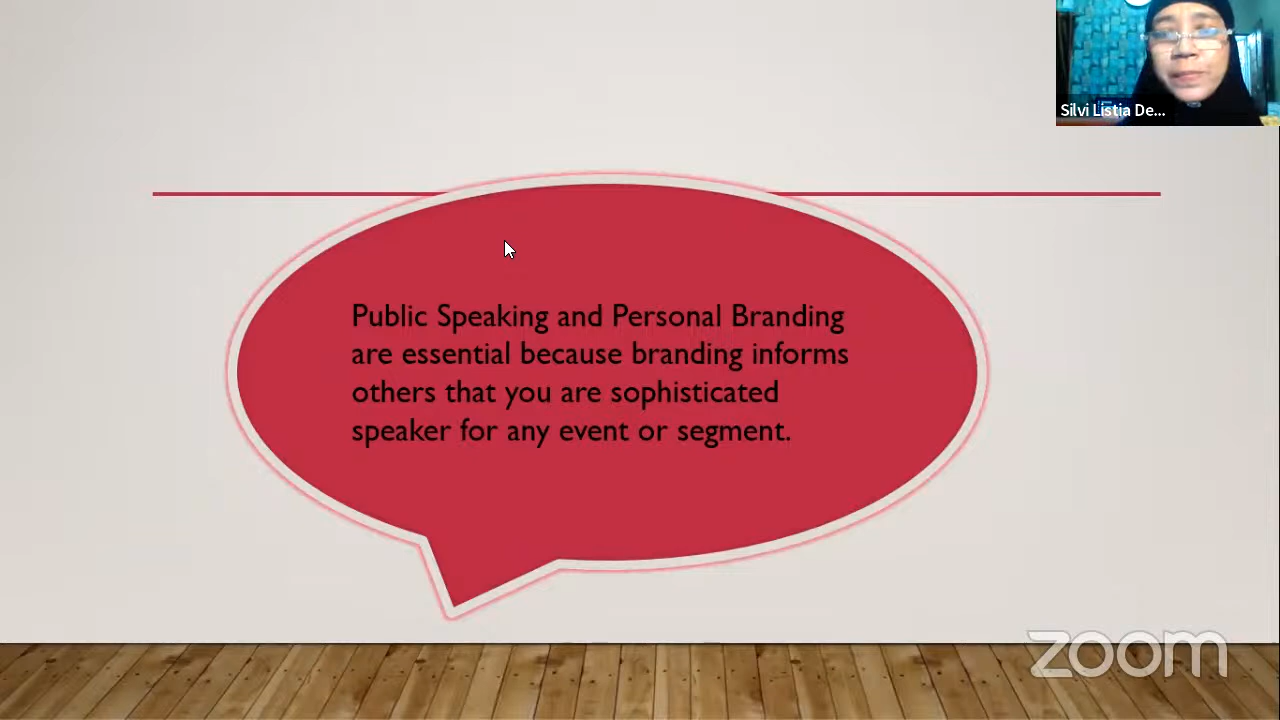 Silvi Listia De...
Public Speaking and Personal Branding
are essential because branding informs
others that you are sophisticated
speaker for any event or segment.
zoom